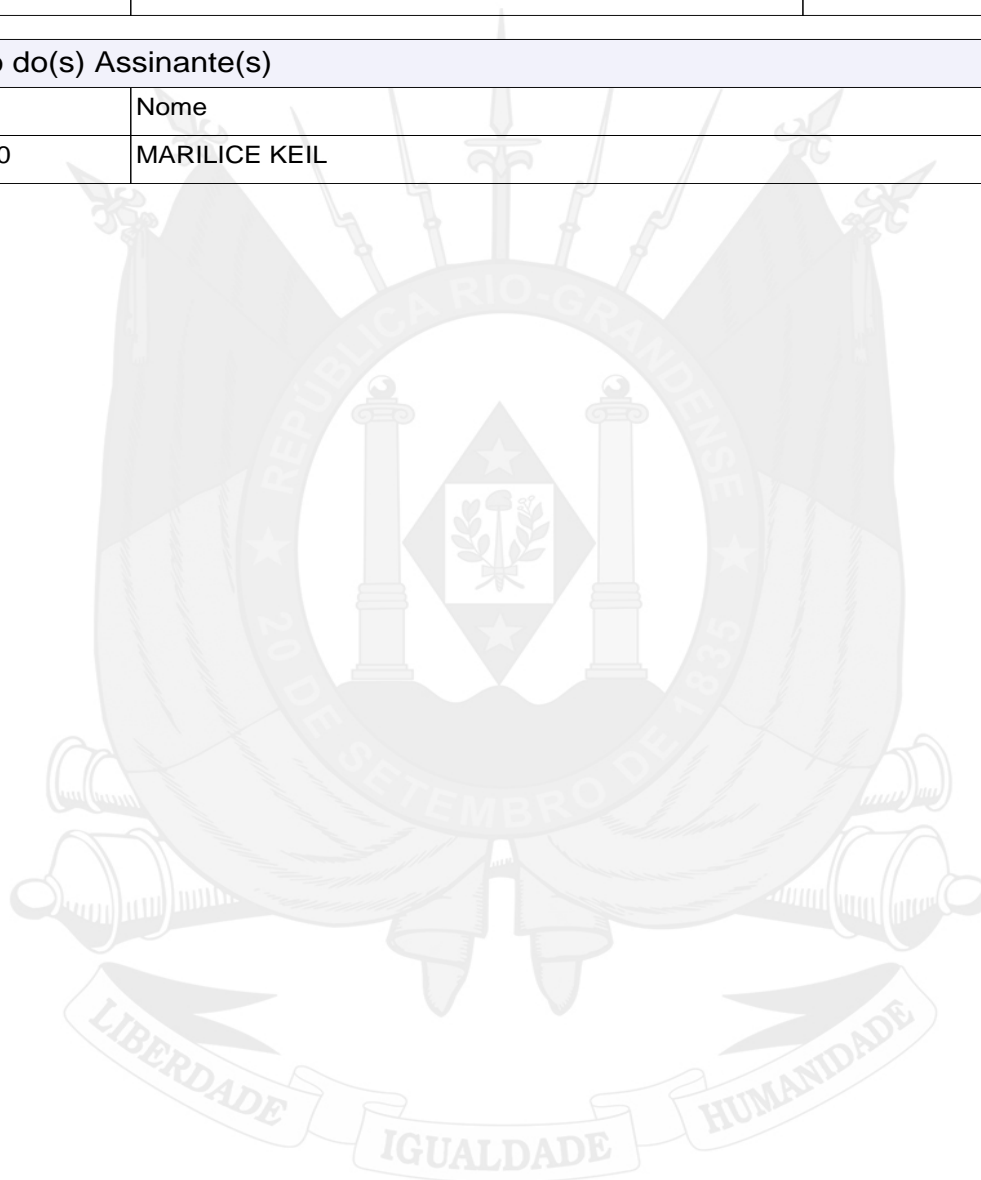 o do(s) Assinante(s)
Nome
0 MARILICE KEIL
REPÚBLICA RIO-GRANDENSE
★ 20 DE SETEMBRO DE 1835 ★
LIBERDADE
IGUALDADE
HUMANIDADE